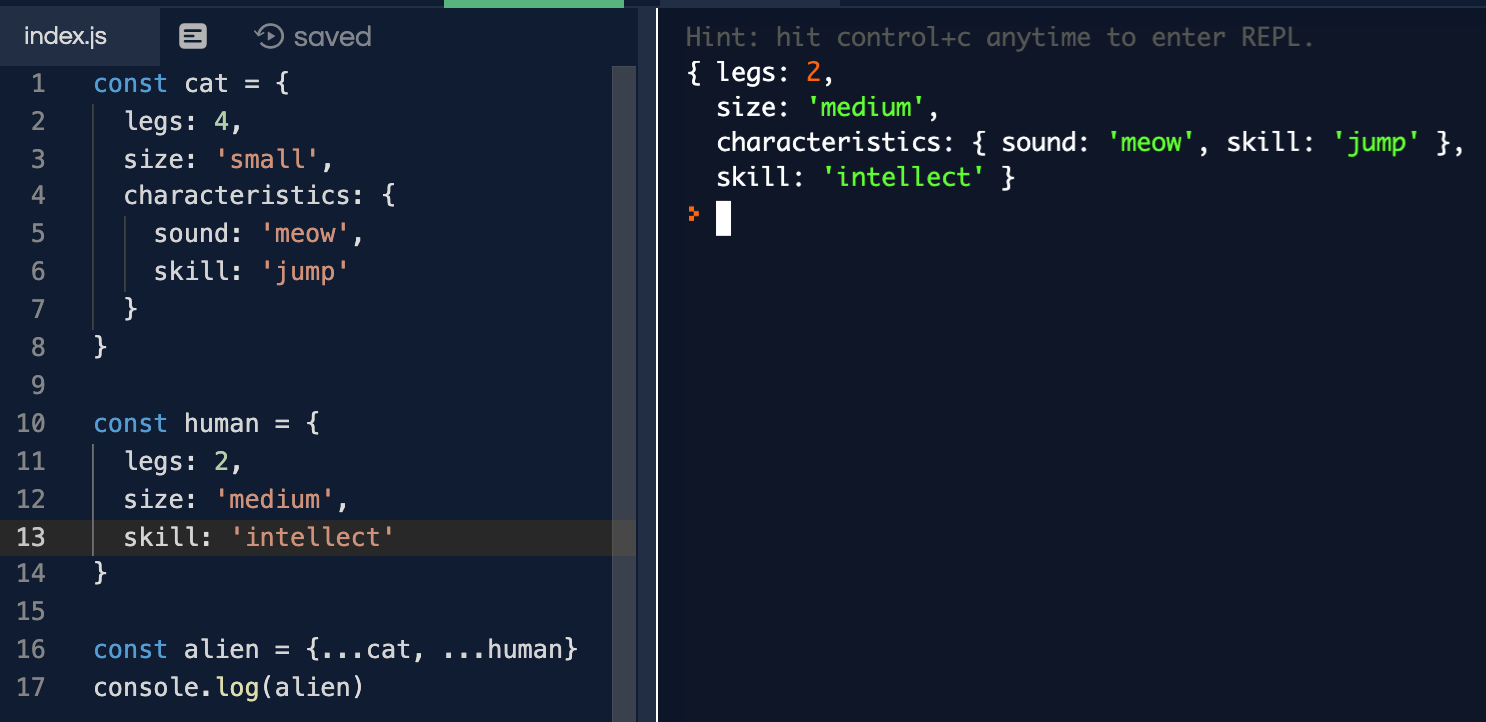 index.js saved
1 const cat = {
2 legs: 4,
3 size: 'small',
4 characteristics: {
5 sound: 'meow',
6 skill: 'jump'
7 }
8 }
9
10 const human = {
11 legs: 2,
12 size: 'medium',
13 skill: 'intellect'
14 }
15
16 const alien = {...cat, ...human}
17 console.log(alien)
Hint: hit control+c anytime to enter REPL.
{ legs: 2,
size: 'medium',
characteristics: { sound: 'meow', skill: 'jump' },
skill: 'intellect' }